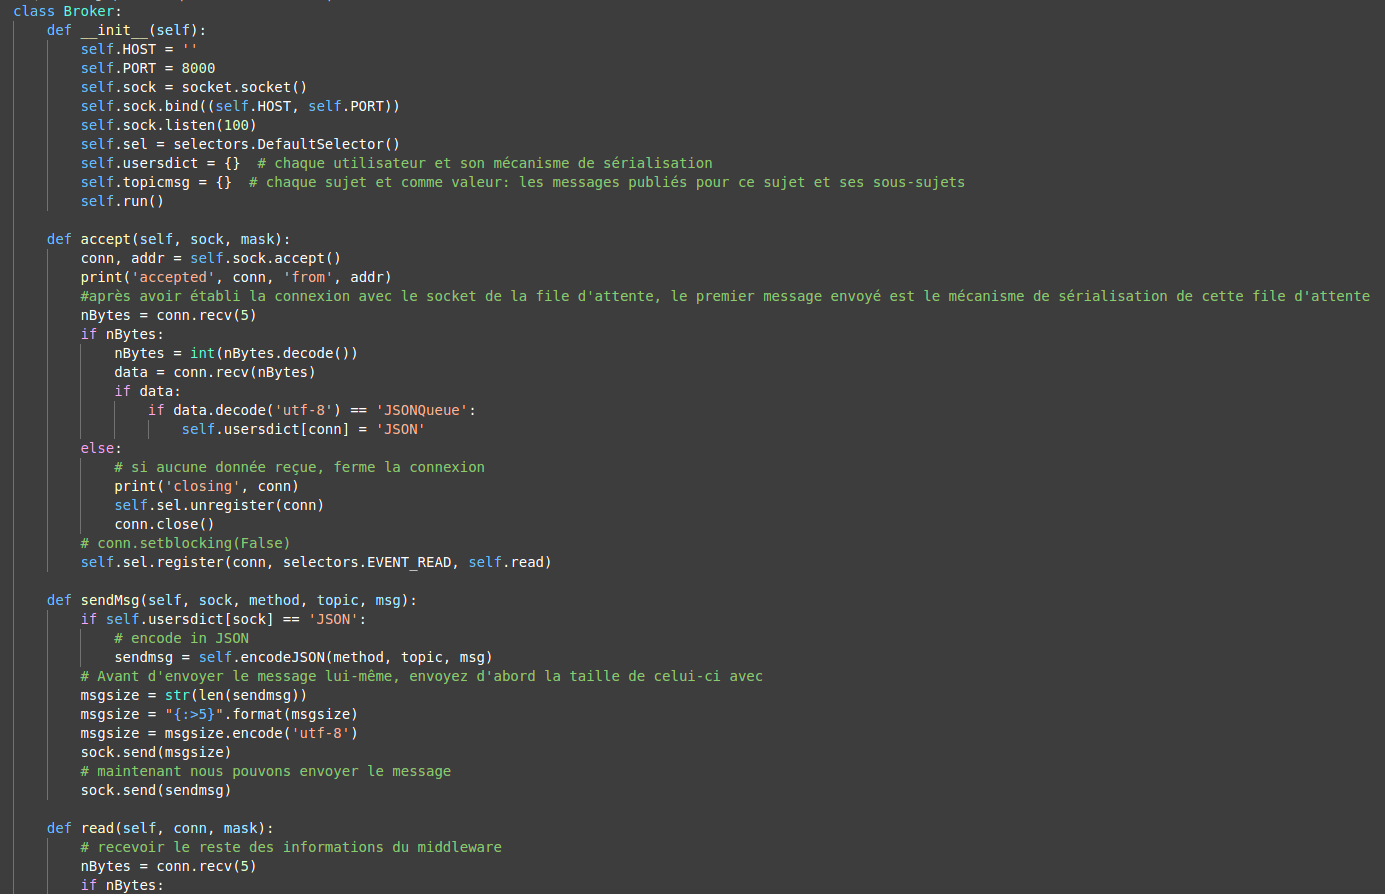 class Broker:
    def __init__(self):
        self.HOST = ''
        self.PORT = 8000
        self.sock = socket.socket()
        self.sock.bind((self.HOST, self.PORT))
        self.sock.listen(100)
        self.sel = selectors.DefaultSelector()
        self.usersdict = {}  # chaque utilisateur et son mécanisme de sérialisation
        self.topicmsg = {}  # chaque sujet et comme valeur: les messages publiés pour ce sujet et ses sous-sujets
        self.run()

    def accept(self, sock, mask):
        conn, addr = self.sock.accept()
        print('accepted', conn, 'from', addr)
        #après avoir établi la connexion avec le socket de la file d'attente, le premier message envoyé est le mécanisme de sérialisation de cette file d'attente
        nBytes = conn.recv(5)
        if nBytes:
            nBytes = int(nBytes.decode())
            data = conn.recv(nBytes)
            if data:
                if data.decode('utf-8') == 'JSONQueue':
                    self.usersdict[conn] = 'JSON'
        else:
            # si aucune donnée reçue, ferme la connexion
            print('closing', conn)
            self.sel.unregister(conn)
            conn.close()
        # conn.setblocking(False)
        self.sel.register(conn, selectors.EVENT_READ, self.read)

    def sendMsg(self, sock, method, topic, msg):
        if self.usersdict[sock] == 'JSON':
            # encode in JSON
            sendmsg = self.encodeJSON(method, topic, msg)
        # Avant d'envoyer le message lui-même, envoyez d'abord la taille de celui-ci avec
        msgsize = str(len(sendmsg))
        msgsize = "{:>5}".format(msgsize)
        msgsize = msgsize.encode('utf-8')
        sock.send(msgsize)
        # maintenant nous pouvons envoyer le message
        sock.send(sendmsg)

    def read(self, conn, mask):
        # recevoir le reste des informations du middleware
        nBytes = conn.recv(5)
        if nBytes: